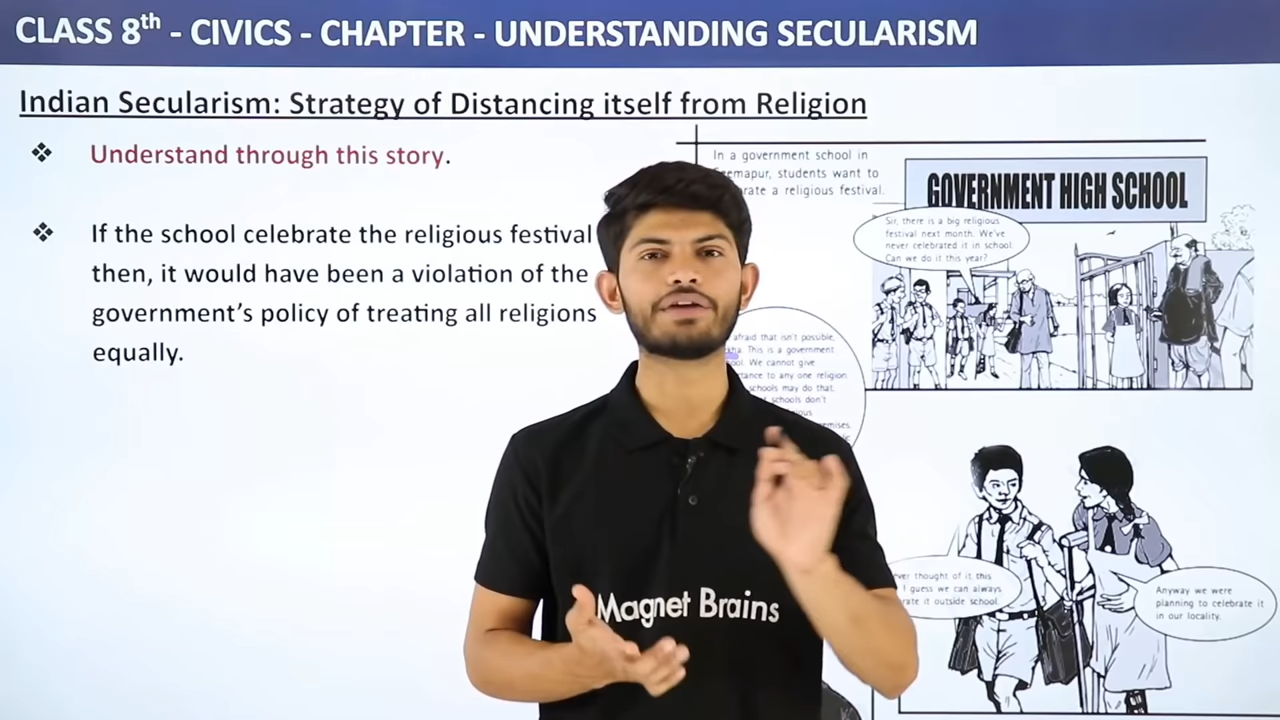 CLASS 8th - CIVICS - CHAPTER - UNDERSTANDING SECULARISM
Indian Secularism: Strategy of Distancing itself from Religion
❖ Understand through this story.
❖ If the school celebrate the religious festival
then, it would have been a violation of the
government’s policy of treating all religions
equally.
In a government school in
students want to
a religious festival.
GOVERNMENT HIGH SCHOOL
Sir, there is a big religious
festival next month. We've
never celebrated it in school.
Can we do it this year?
afraid that isn't possible,
This is a government
We cannot give
to any one religion
schools may do that.
schools don't
thought of it this
I guess we can always
it outside school.
Anyway we were
planning to celebrate it
in our locality.
Magnet Brains